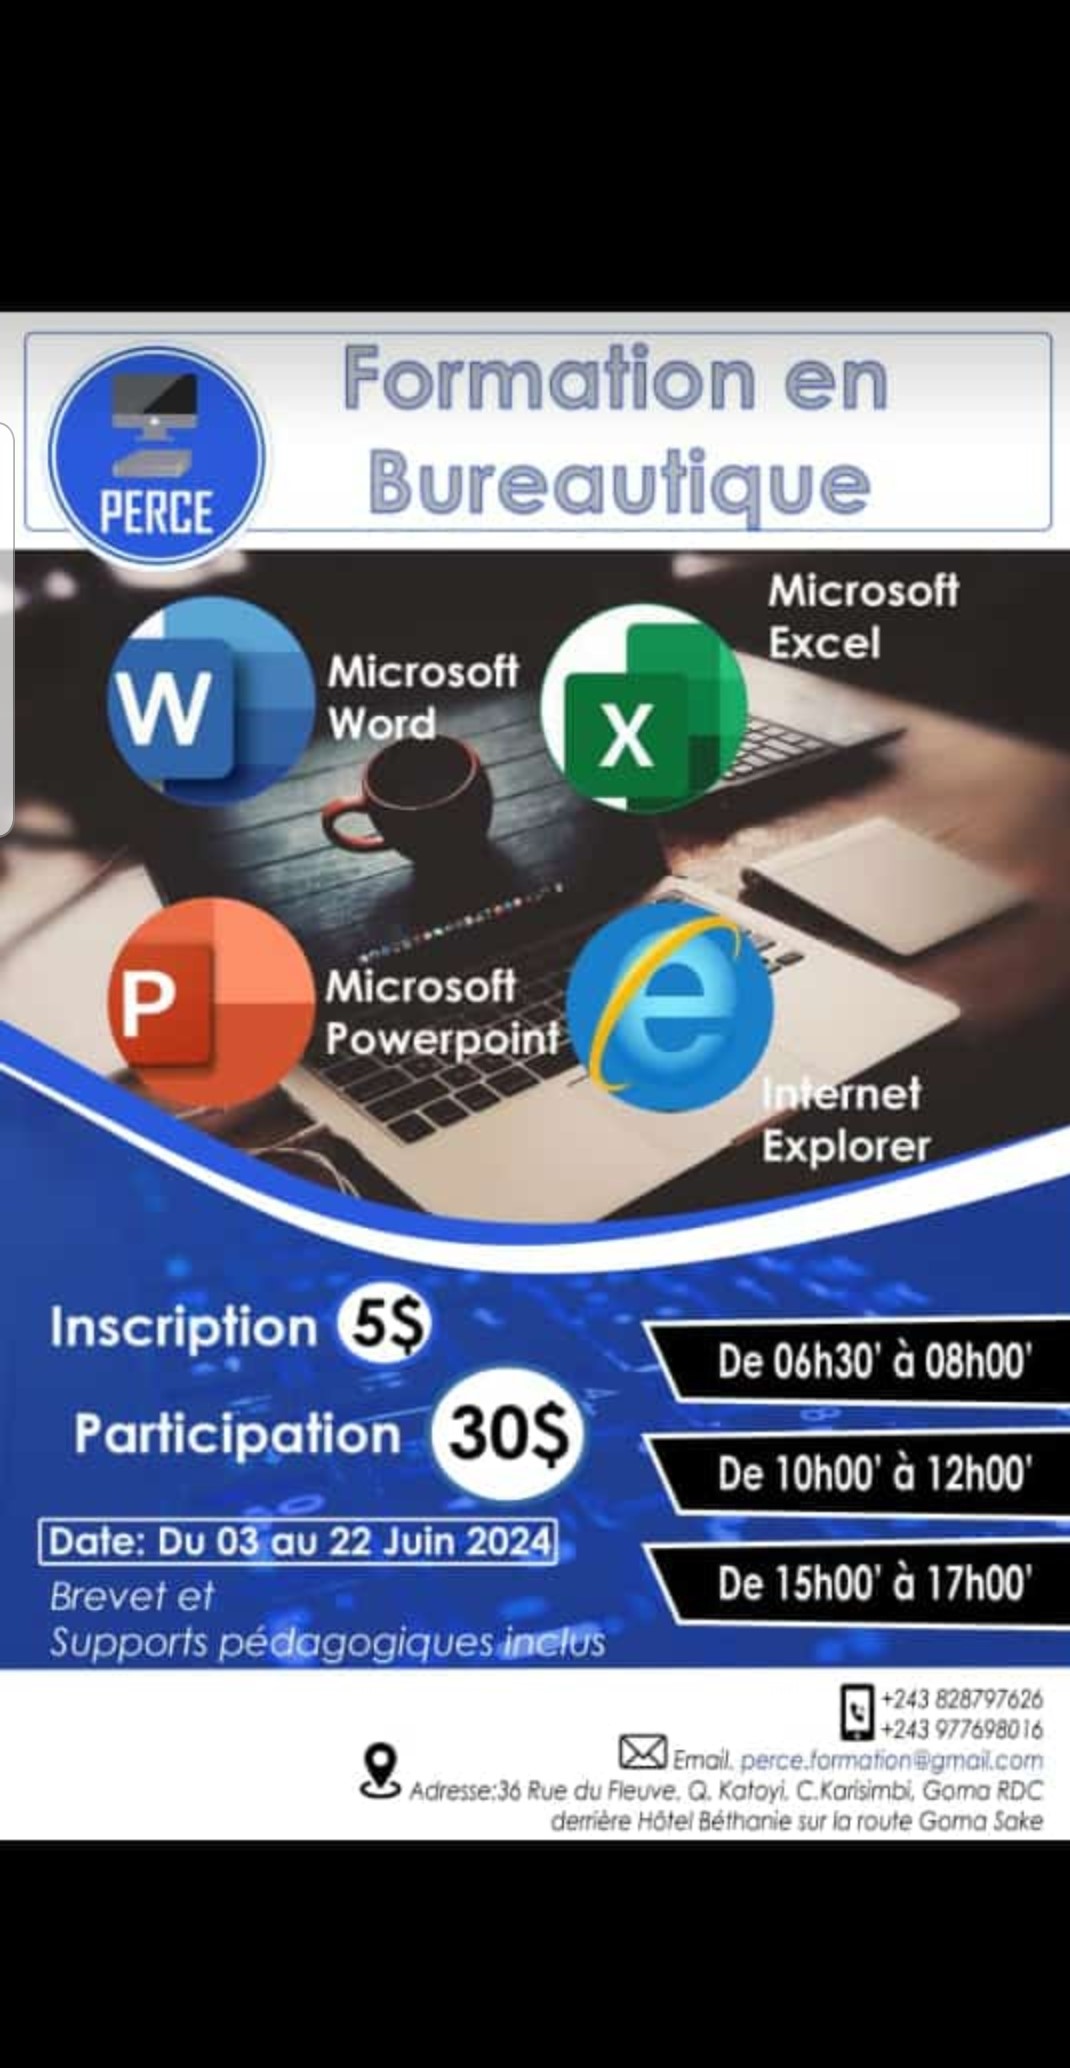 Formation en
Bureautique
PERCE
Microsoft
Excel
W
Microsoft
Word
X
P
Microsoft
Powerpoint
e
Internet
Explorer
Inscription 5$
Participation 30$
Date: Du 03 au 22 Juin 2024
Brevet et
Supports pédagogiques inclus
De 06h30' à 08h00'
De 10h00' à 12h00'
De 15h00' à 17h00'
+243 828797626
+243 977698016
Email. perce.formation@gmail.com
Adresse:36 Rue du Fleuve. Q. Katoyi. C.Karisimbi, Goma RDC
derrière Hôtel Béthanie sur la route Goma Sake